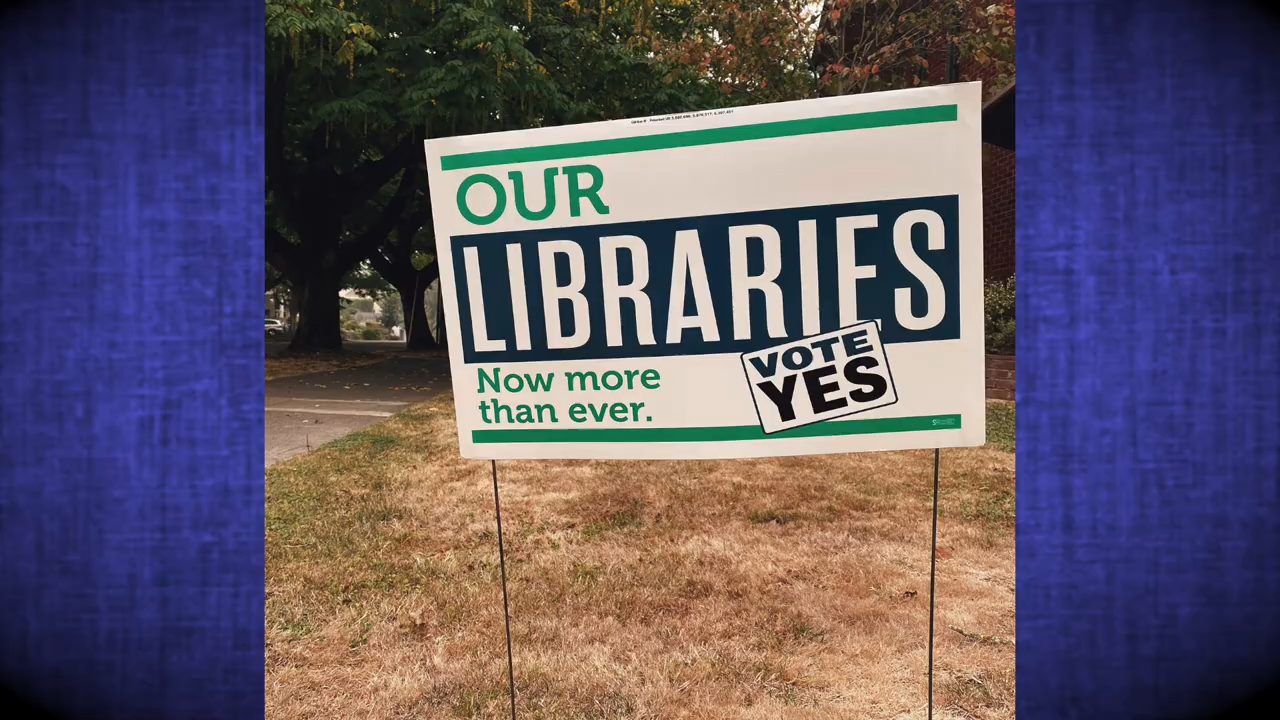 OUR
LIBRARIES
VOTE
YES
Now more
than ever.